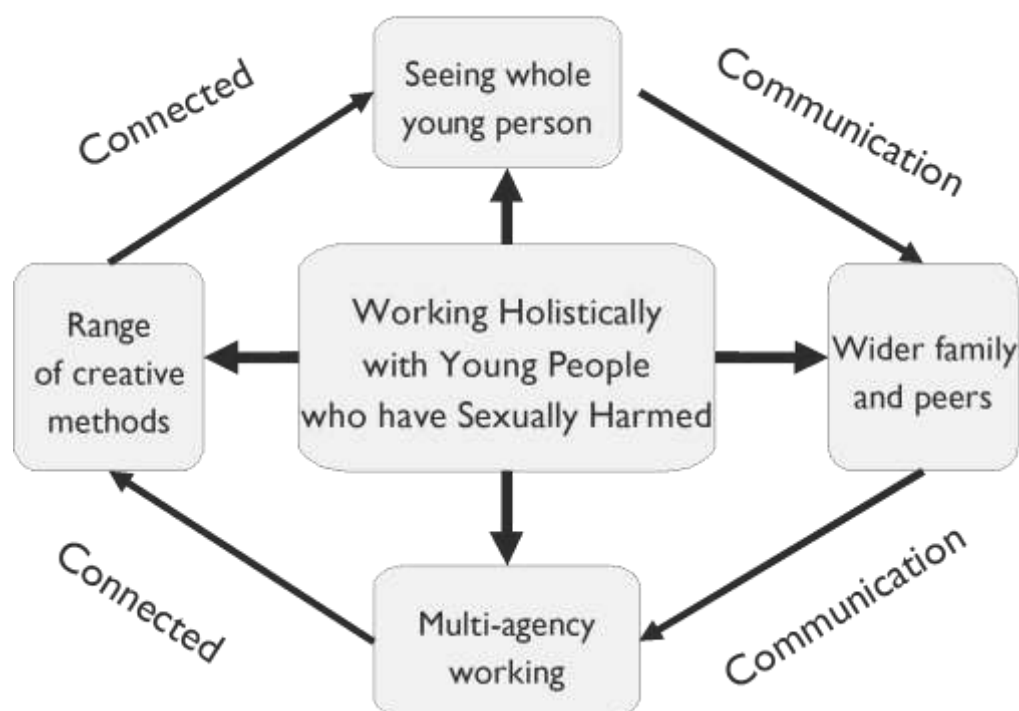 Connected
Seeing whole
young person
Communication
Range
of creative
methods
Working Holistically
with Young People
who have Sexually Harmed
Wider family
and peers
Connected
Multi-agency
working
Communication